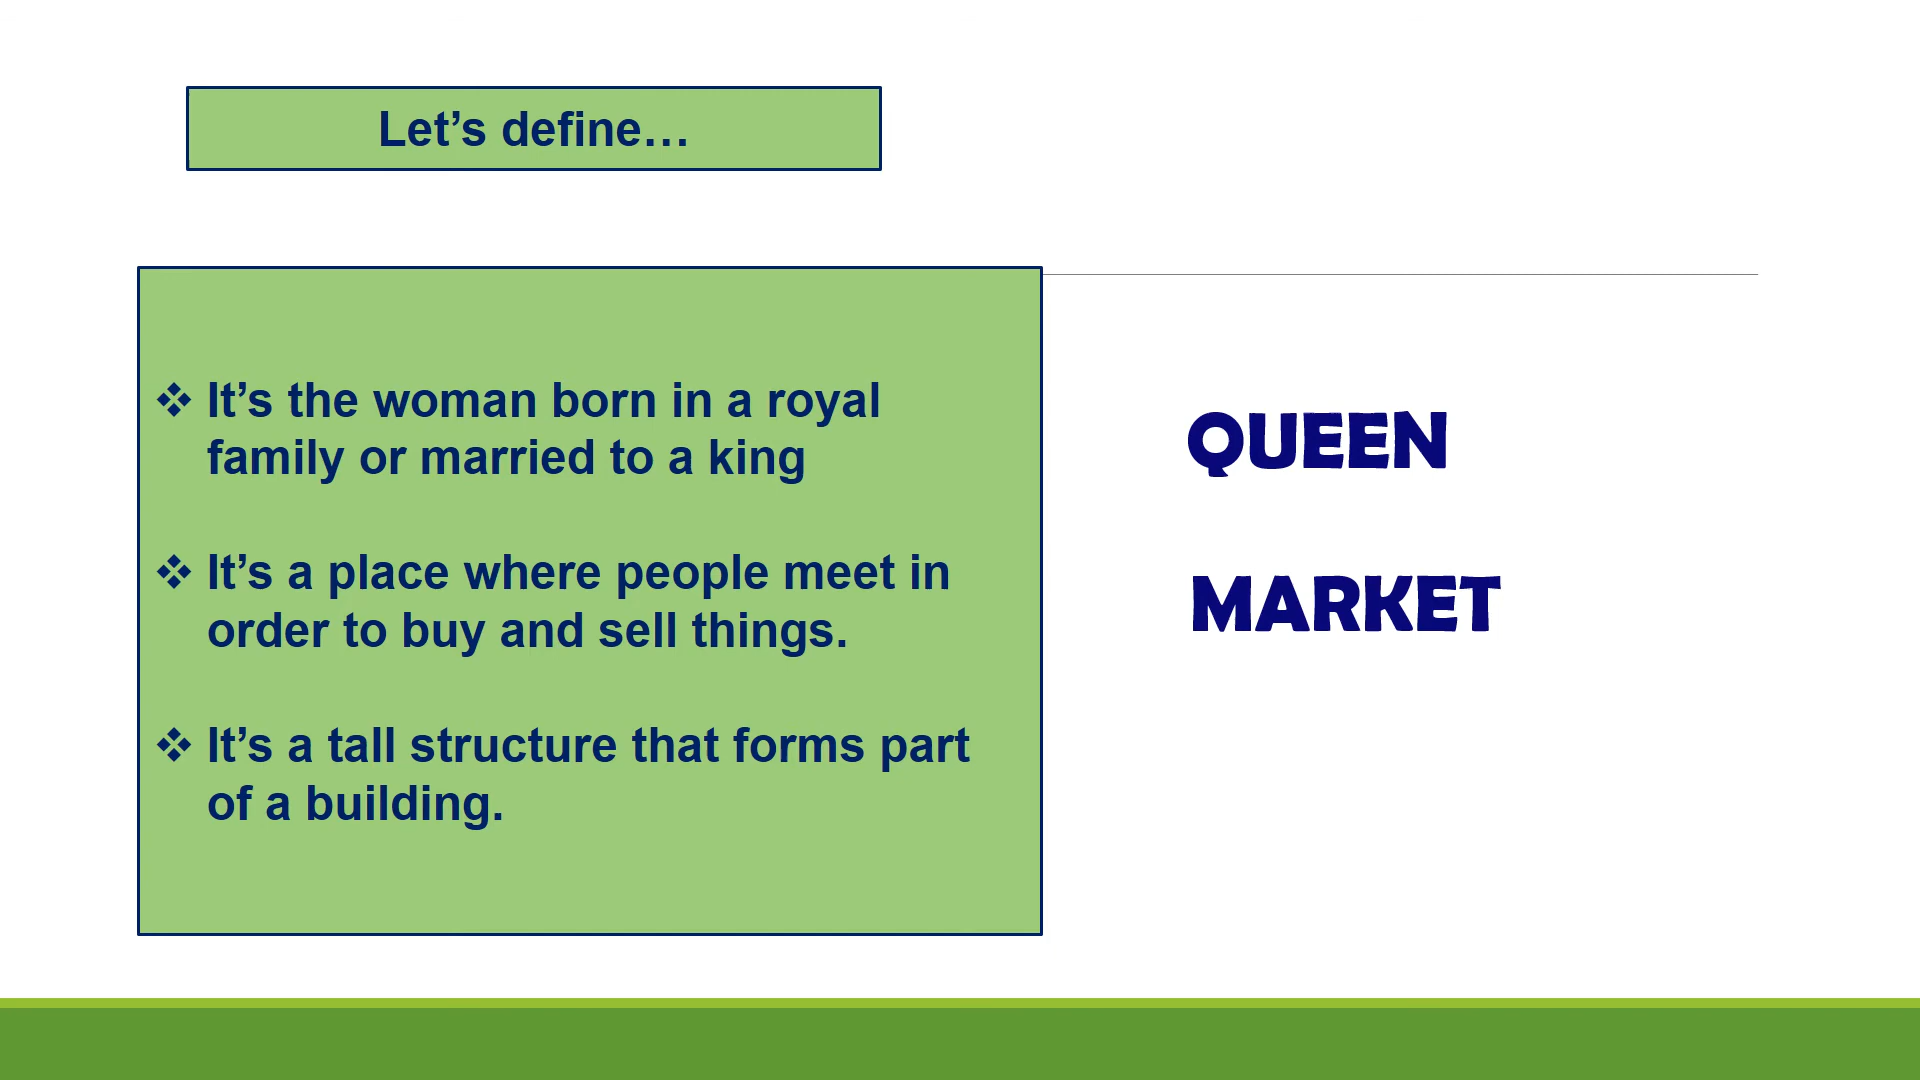 Let’s define…
❖ It’s the woman born in a royal
family or married to a king
QUEEN
❖ It’s a place where people meet in
order to buy and sell things.
MARKET
❖ It’s a tall structure that forms part
of a building.